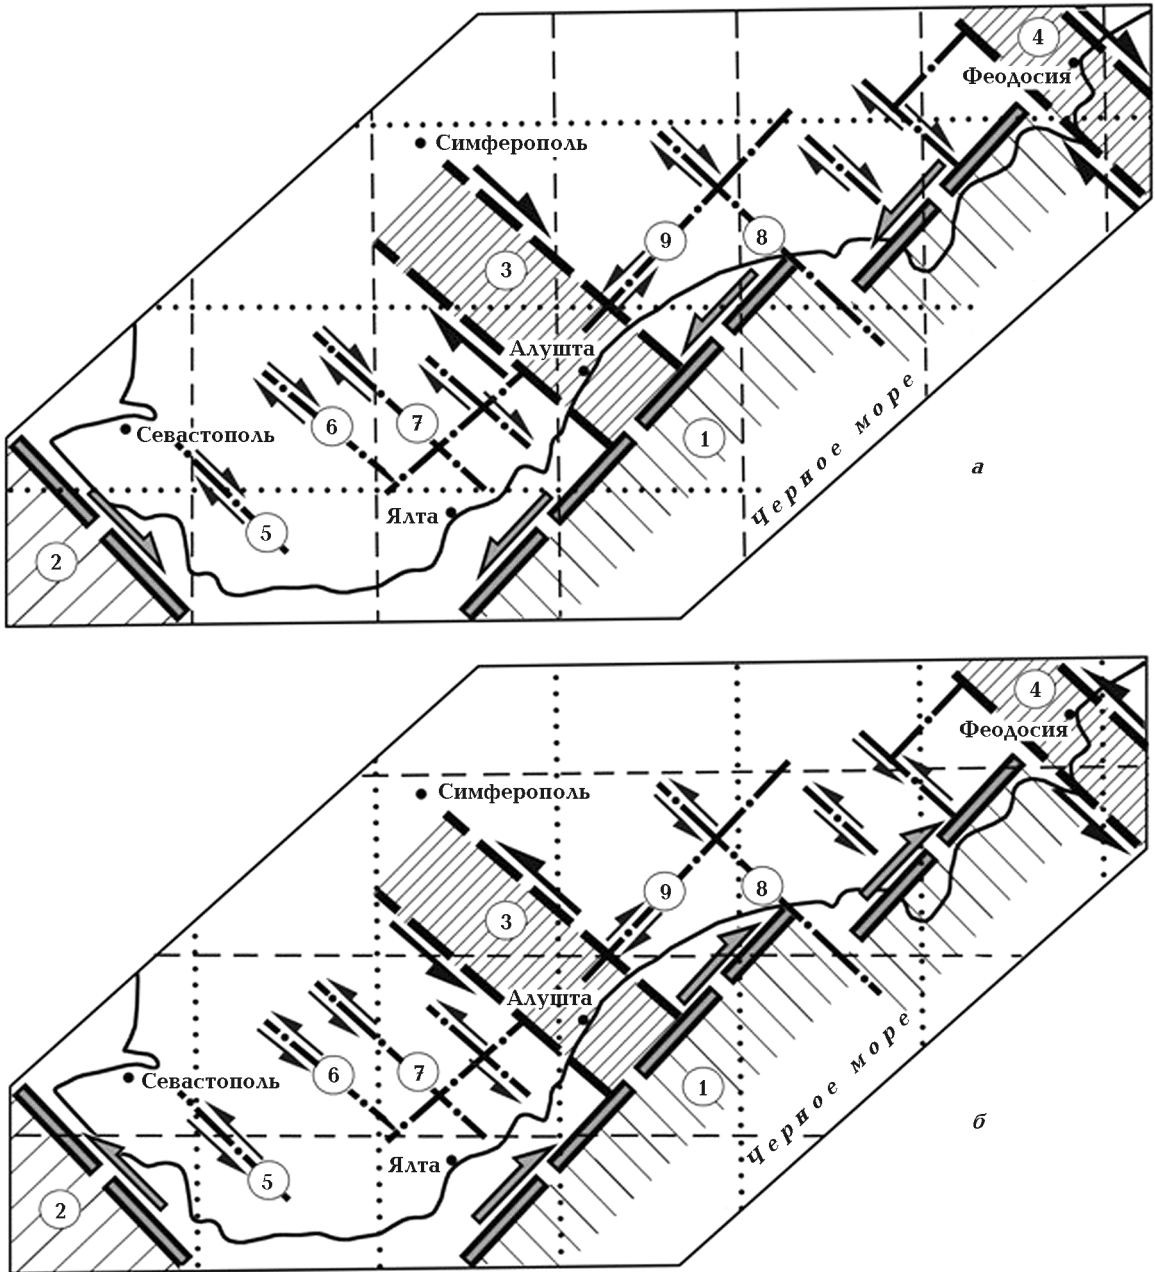 4
Феодосия
Симферополь
9
8
3
Алушта
6
7
1
Севастополь
Черное море
а
Ялта
5
2
4
Феодосия
Симферополь
9
8
3
Алушта
6
7
1
Севастополь
Черное море
б
Ялта
5
2